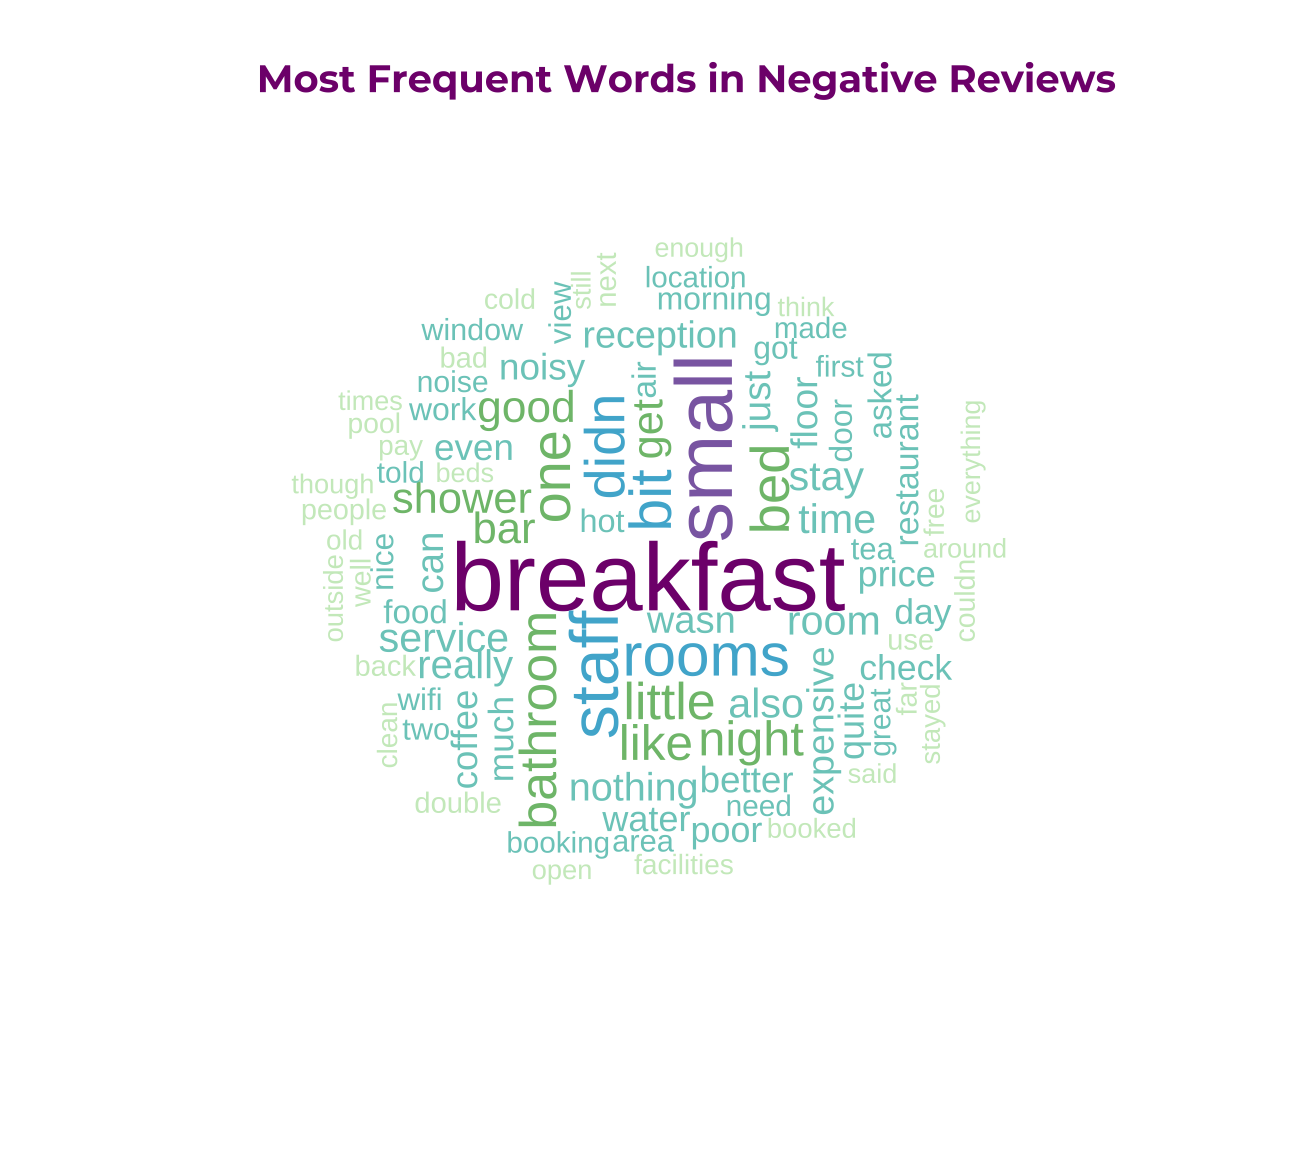 Most Frequent Words in Negative Reviews
enough
location
morning
next
still
view
cold
think
made
window
reception
got
bad
noisy
air
small
just
first
asked
noise
floor
door
times
work
good
didn
get
restaurant
pool
everything
pay
even
one
bit
bed
stay
told
beds
though
shower
people
bar
hot
time
free
old
nice
can
breakfast
tea
around
outside
well
price
couldn
food
bathroom
staff
wasn
room
day
service
rooms
use
back
really
expensive
check
wifi
little
also
quite
great
far
stayed
clean
two
coffee
much
like
night
said
nothing
better
double
water
need
poor
booked
booking
area
open
facilities